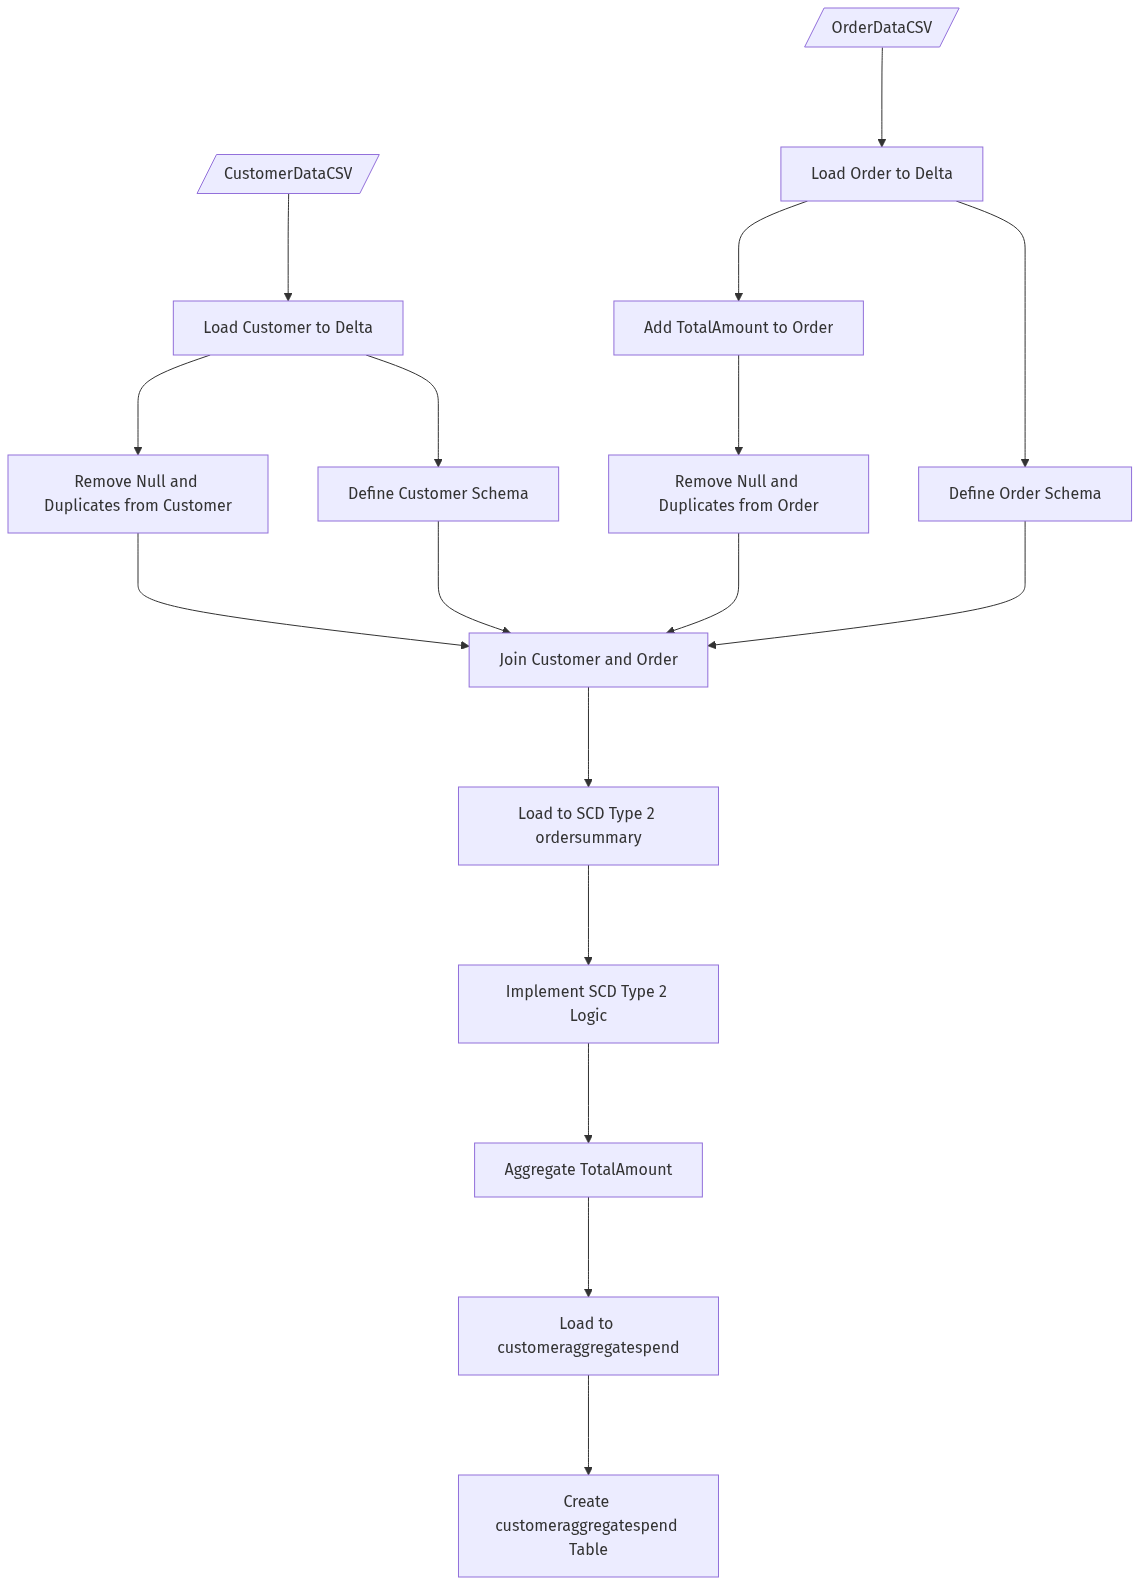 OrderDataCSV
CustomerDataCSV
Load Order to Delta
Load Customer to Delta
Add TotalAmount to Order
Remove Null and
Duplicates from Customer
Define Customer Schema
Remove Null and
Duplicates from Order
Define Order Schema
Join Customer and Order
Load to SCD Type 2
ordersummary
Implement SCD Type 2
Logic
Aggregate TotalAmount
Load to
customeraggregatespend
Create
customeraggregatespend
Table